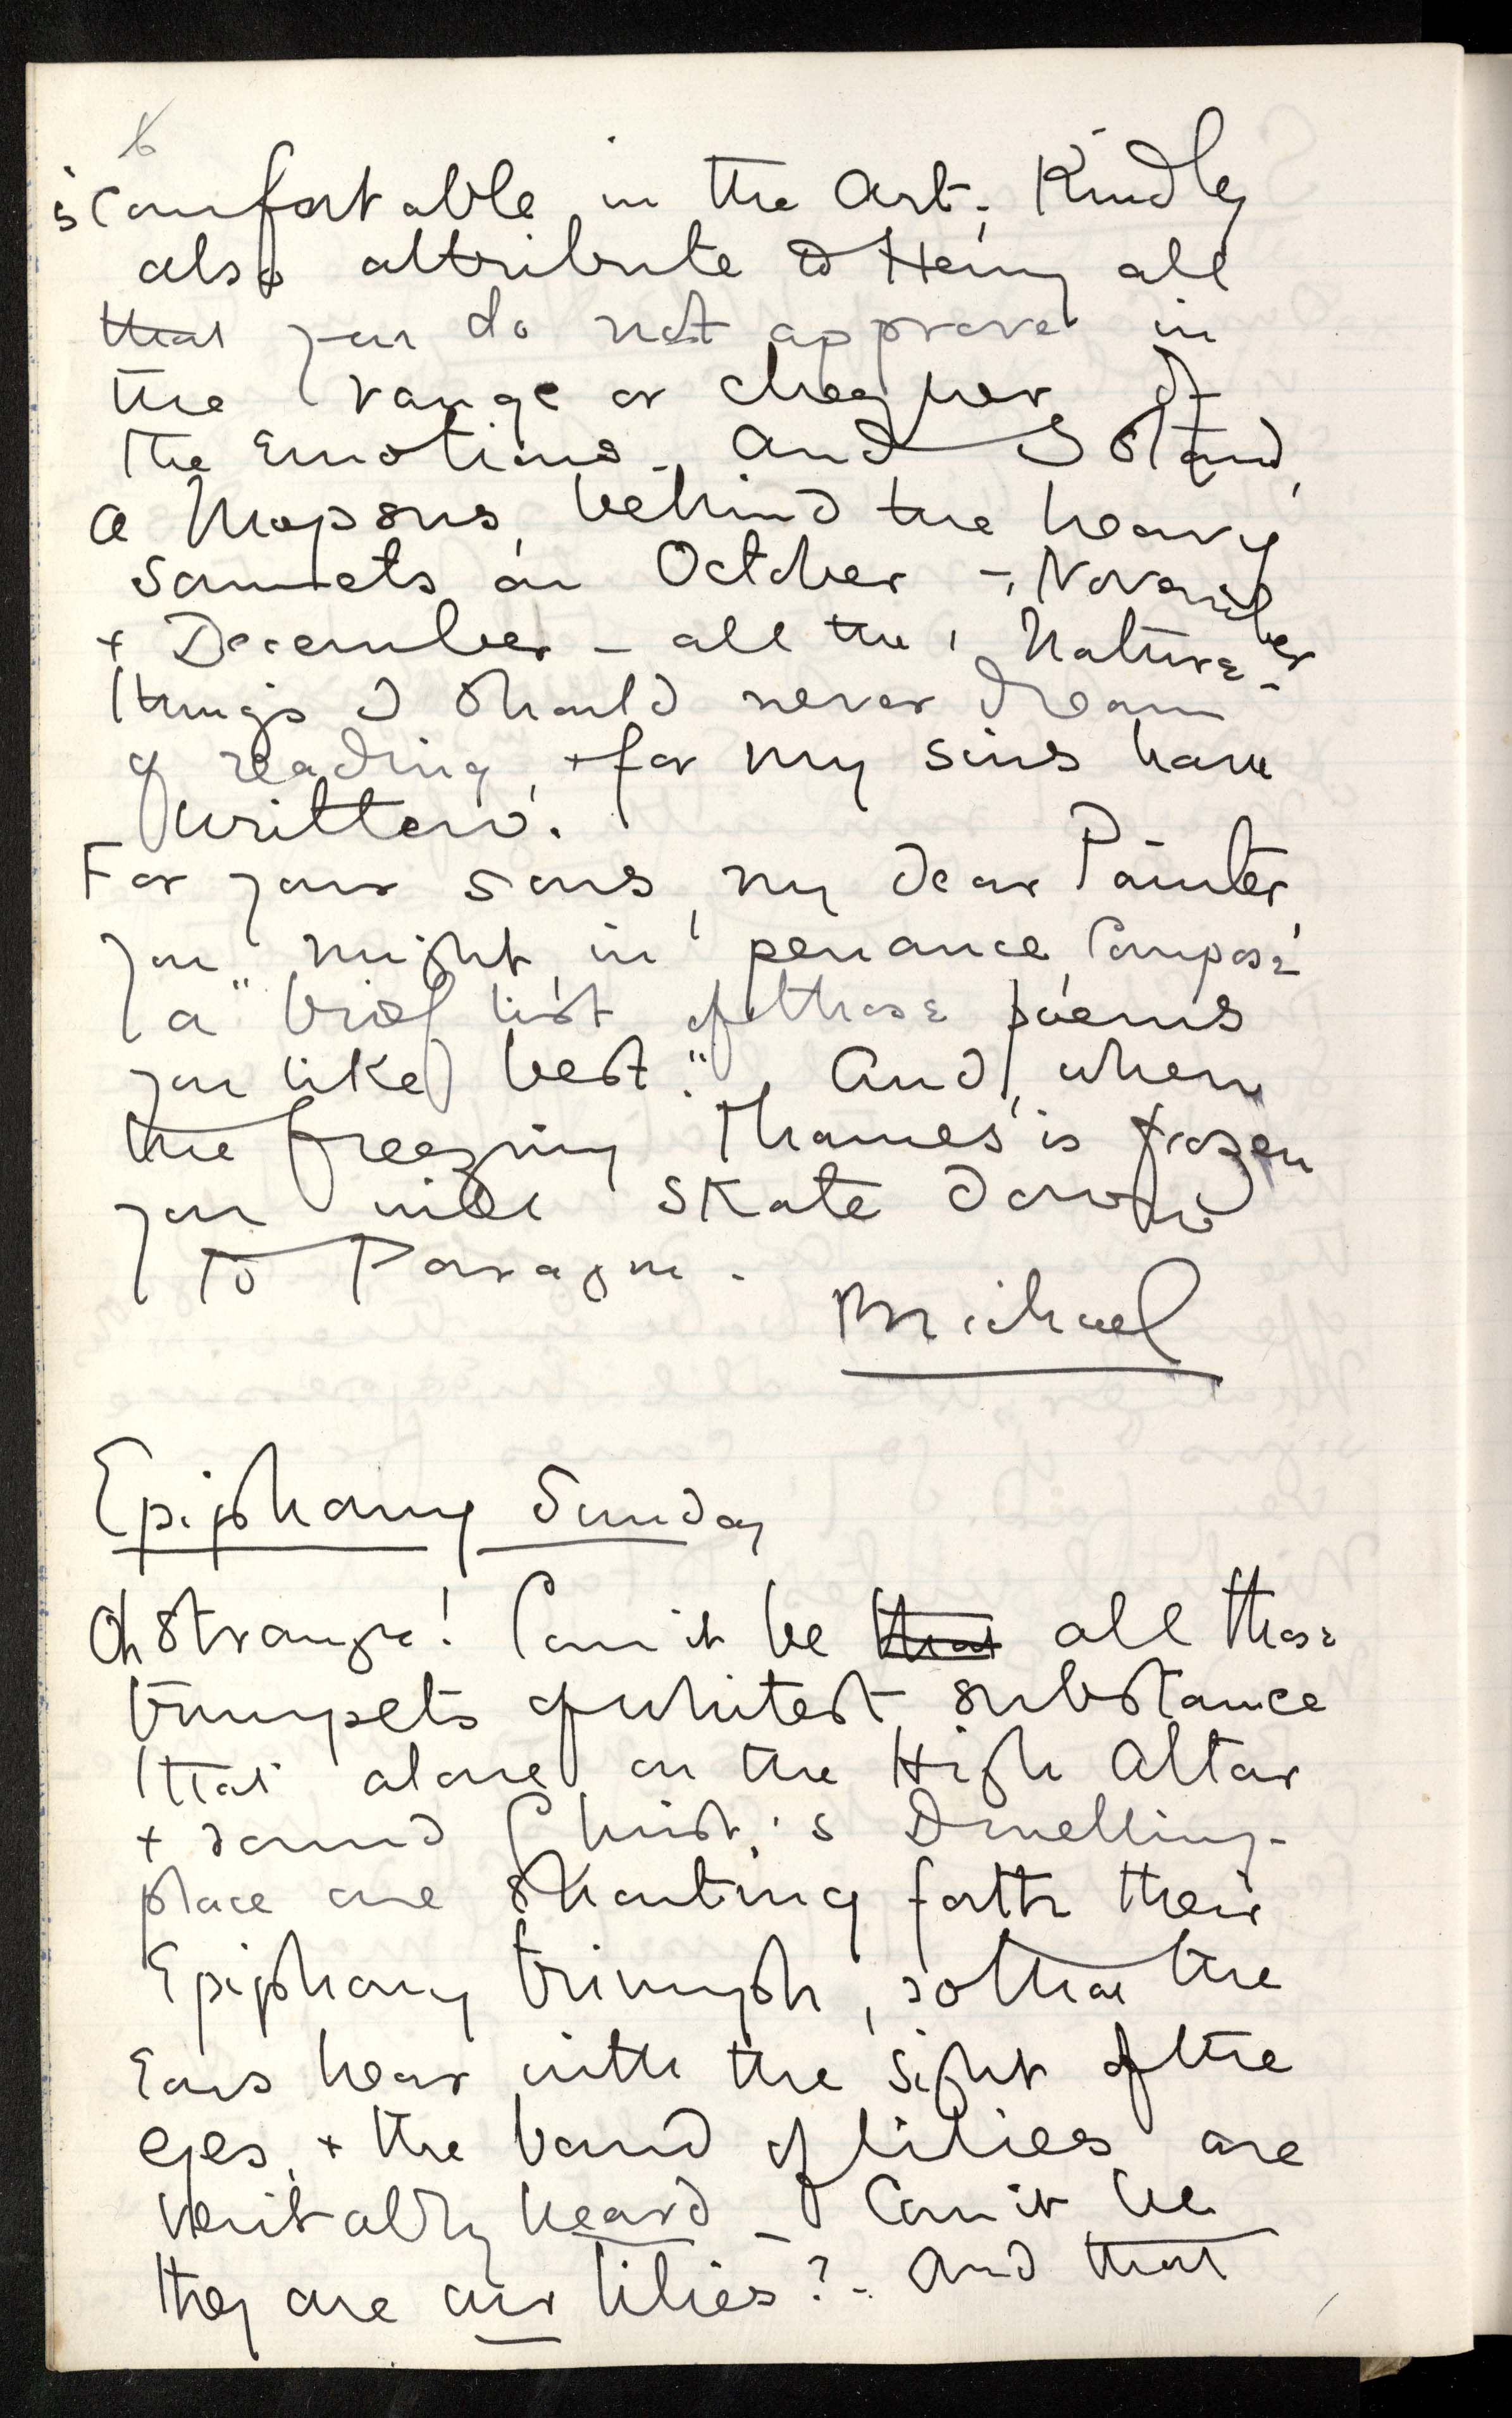 6
is comfortable in the Art. Kindly
also attribute to Henry all
that you do not approve in
the range or chequer of
the Emotions. And I stand,
a Mopsus, behind the heavy
sonnets on October –, November
+ December – all the Nature-
things I should never dream
of reading, + for my sins have
written.
For your sins, my dear Painter,
you might in penance compose
a "brief list of those poems
you like best." And, when
the freezing Thames is frozen
you will skate down
to Paragon.
Michael
Epiphany Sunday
Oh strange! Can it be that all those
trumpets of whitest substance
that alone on the High Altar
+ round Christ's Dwelling-
place are shouting forth their
Epiphany triumph, so that the
Ears hear with the sight of the
eyes, + the band of lilies are
veritably heard – Can it be
they are our lilies? – And that